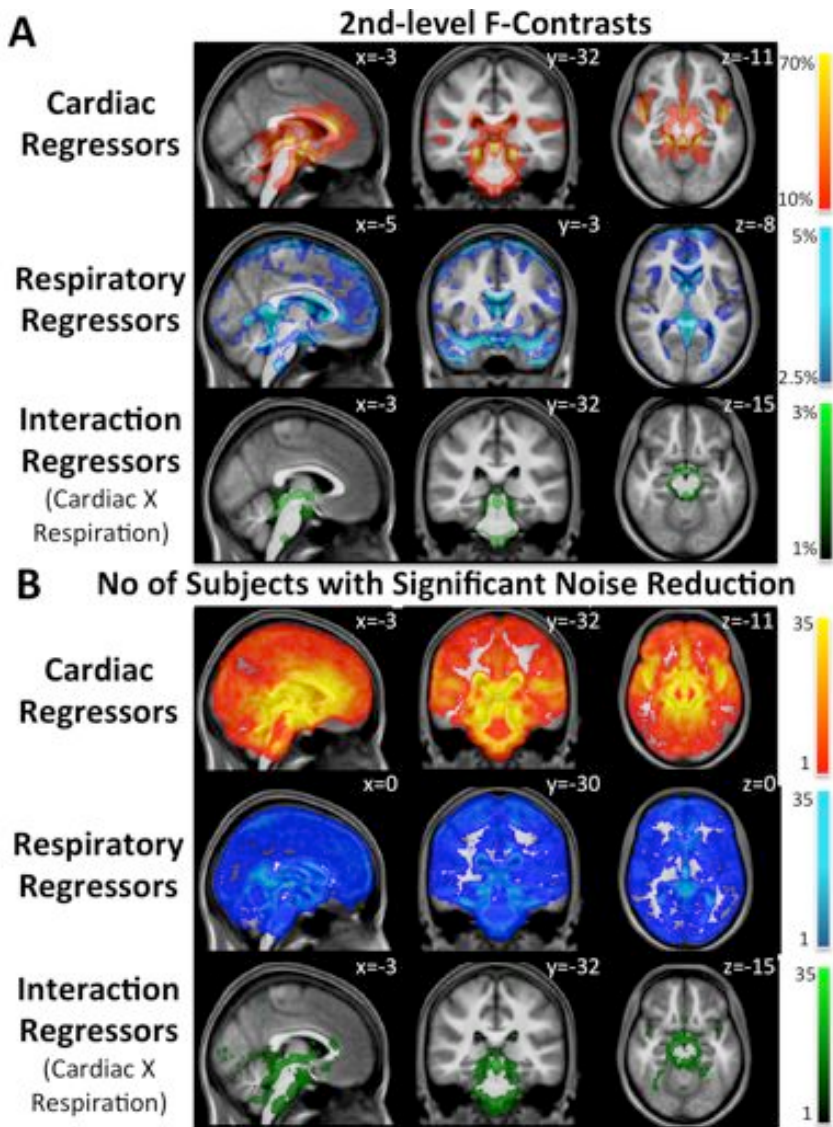 A 2nd-level F-Contrasts
Cardiac
Regressors
x=-3
y=-32
z=-11
70%
10%
Respiratory
Regressors
x=-5
y=-3
z=-8
5%
2.5%
Interaction
Regressors
(Cardiac X
Respiration)
x=-3
y=-32
z=-15
3%
1%
B No of Subjects with Significant Noise Reduction
Cardiac
Regressors
x=-3
y=-32
z=-11
35
1
Respiratory
Regressors
x=0
y=-30
z=0
35
1
Interaction
Regressors
(Cardiac X
Respiration)
x=-3
y=-32
z=-15
35
1